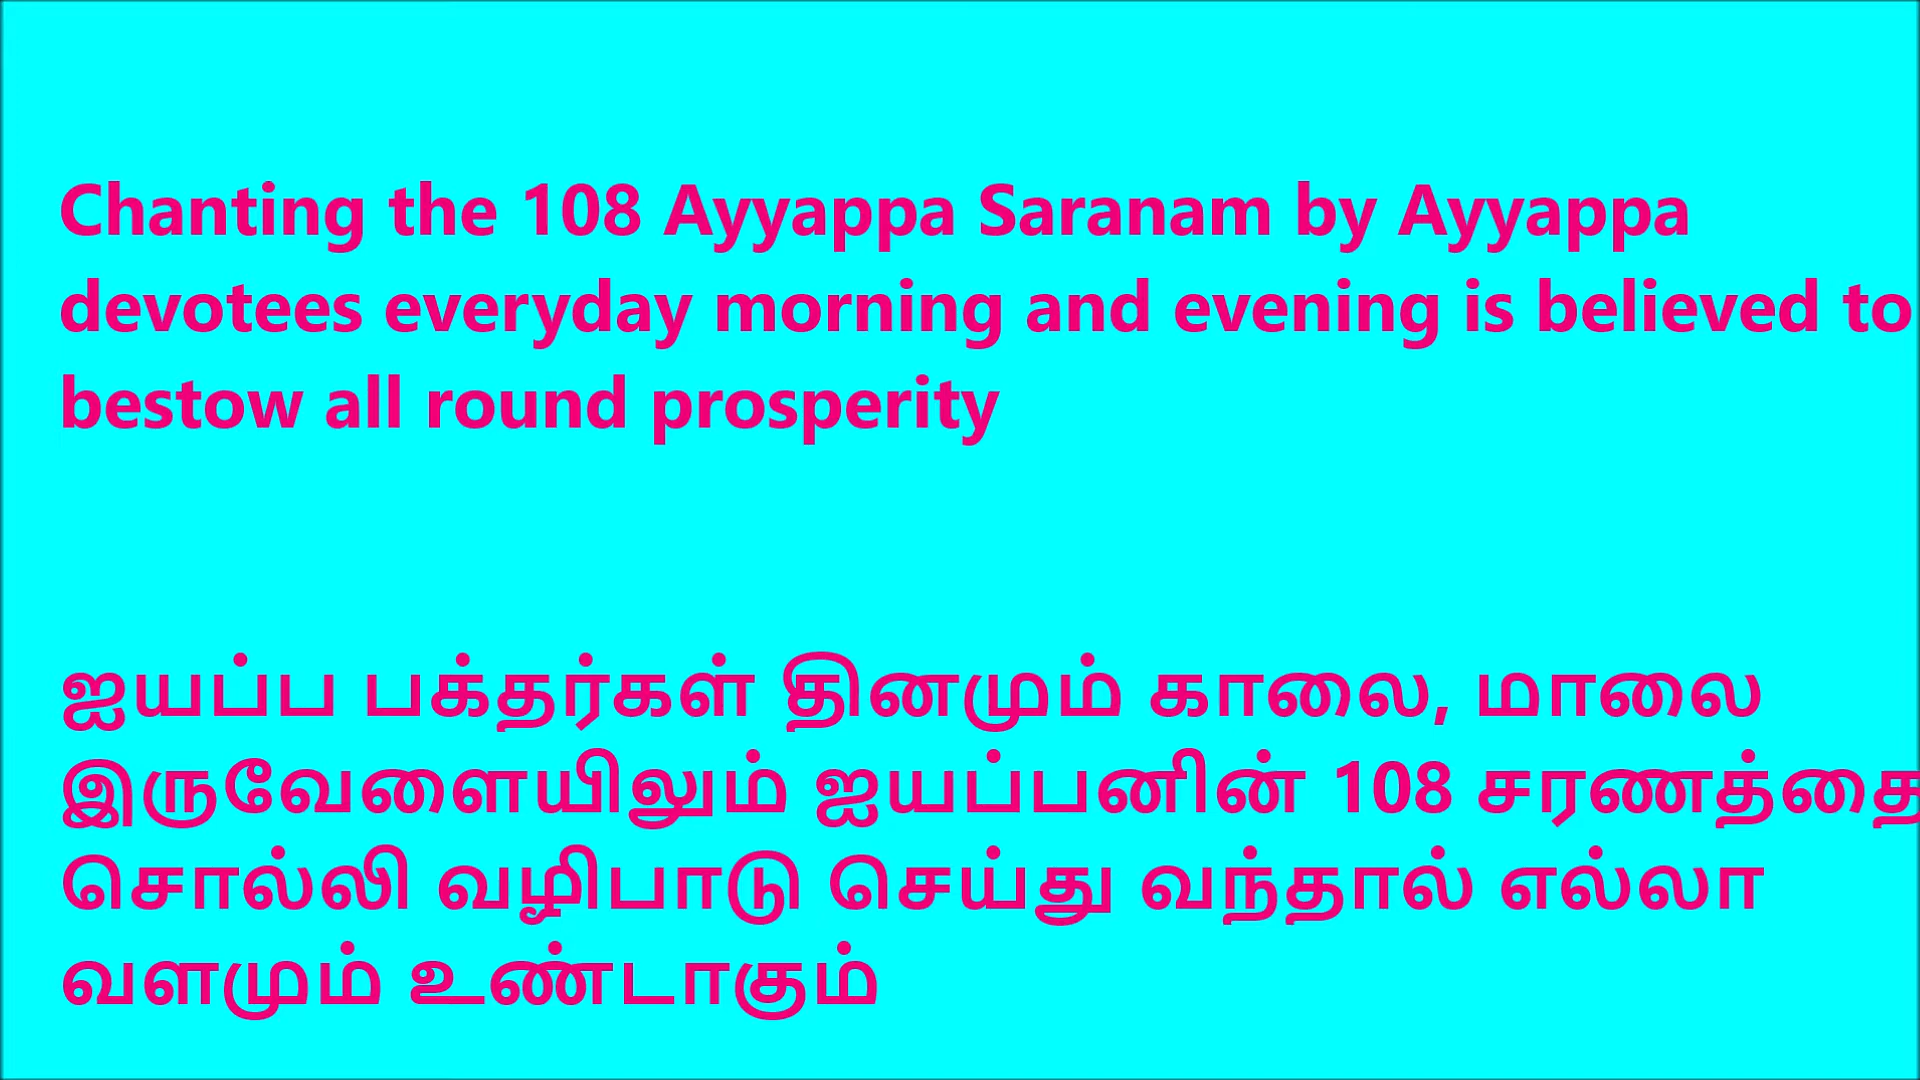 Chanting the 108 Ayyappa Saranam by Ayyappa
devotees everyday morning and evening is believed to
bestow all round prosperity
ஐயப்ப பக்தர்கள் தினமும் காலை, மாலை
இருவேளையிலும் ஐயப்பனின் 108 சரணத்தை
சொல்லி வழிபாடு செய்து வந்தால் எல்லா
வளமும் உண்டாகும்